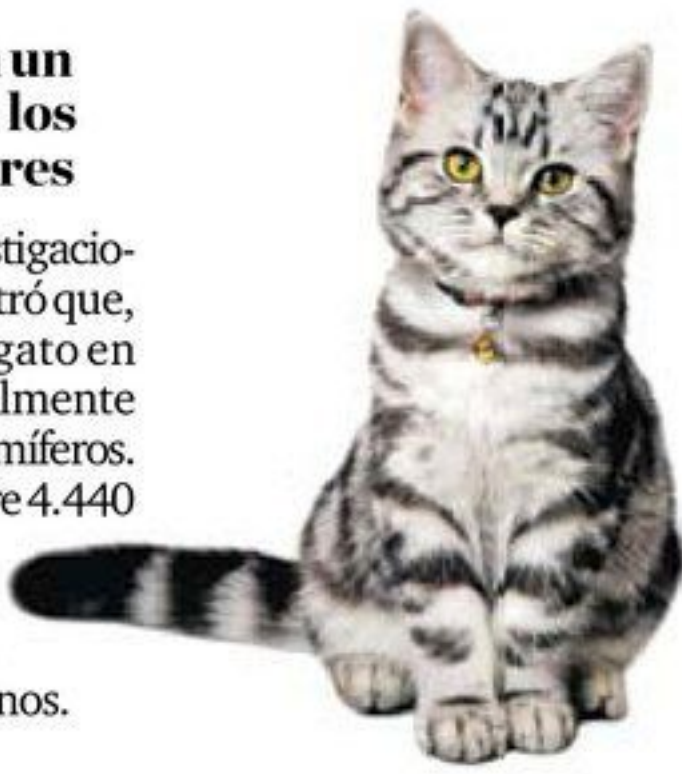 un
los
res
stigacio-
tró que,
gato en
lmente
míferos.
re 4.440
nos.